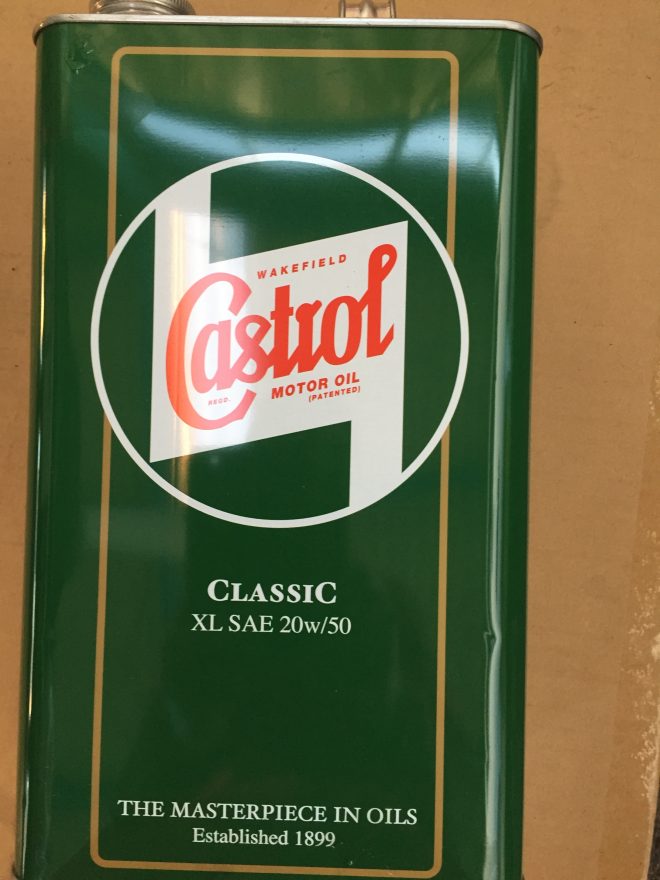 WAKEFIELD
Castrol
REGD.
MOTOR OIL
(PATENTED)
CLASSIC
XL SAE 20w/50
THE MASTERPIECE IN OILS
Established 1899